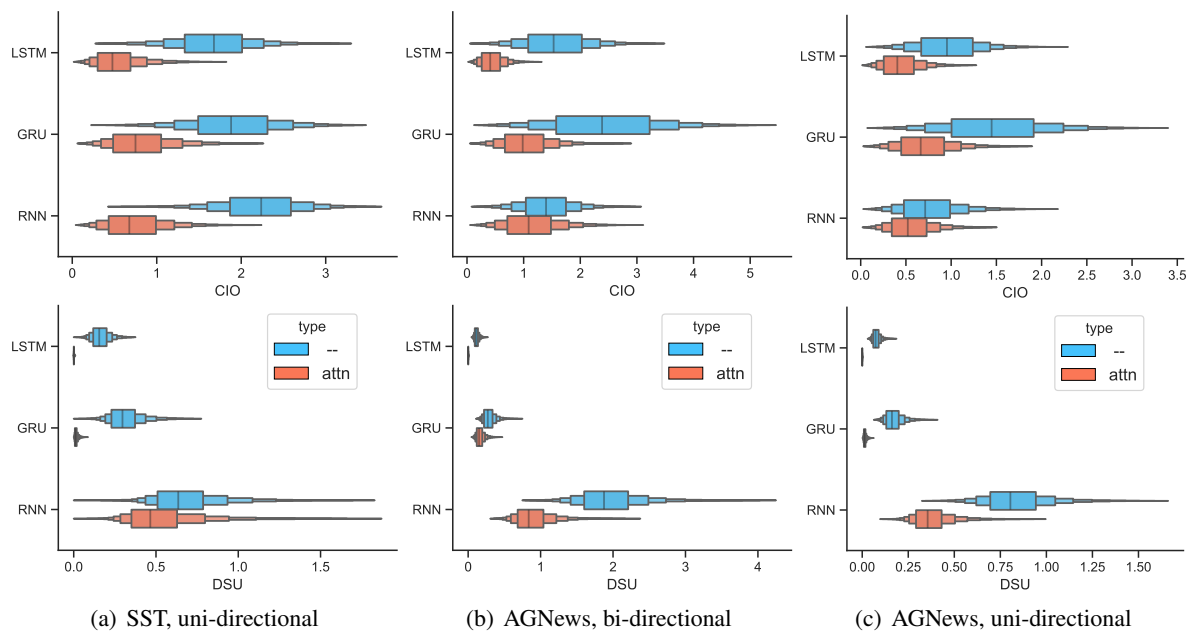 LSTM
GRU
RNN
0 1 2 3
CIO
LSTM
GRU
RNN
0 1 2 3 4 5
CIO
LSTM
GRU
RNN
0.0 0.5 1.0 1.5 2.0 2.5 3.0 3.5
CIO
type
--
attn
LSTM
GRU
RNN
0.0 0.5 1.0 1.5
DSU
type
--
attn
LSTM
GRU
RNN
0 1 2 3 4
DSU
type
--
attn
LSTM
GRU
RNN
0.00 0.25 0.50 0.75 1.00 1.25 1.50
DSU
(a) SST, uni-directional
(b) AGNews, bi-directional
(c) AGNews, uni-directional